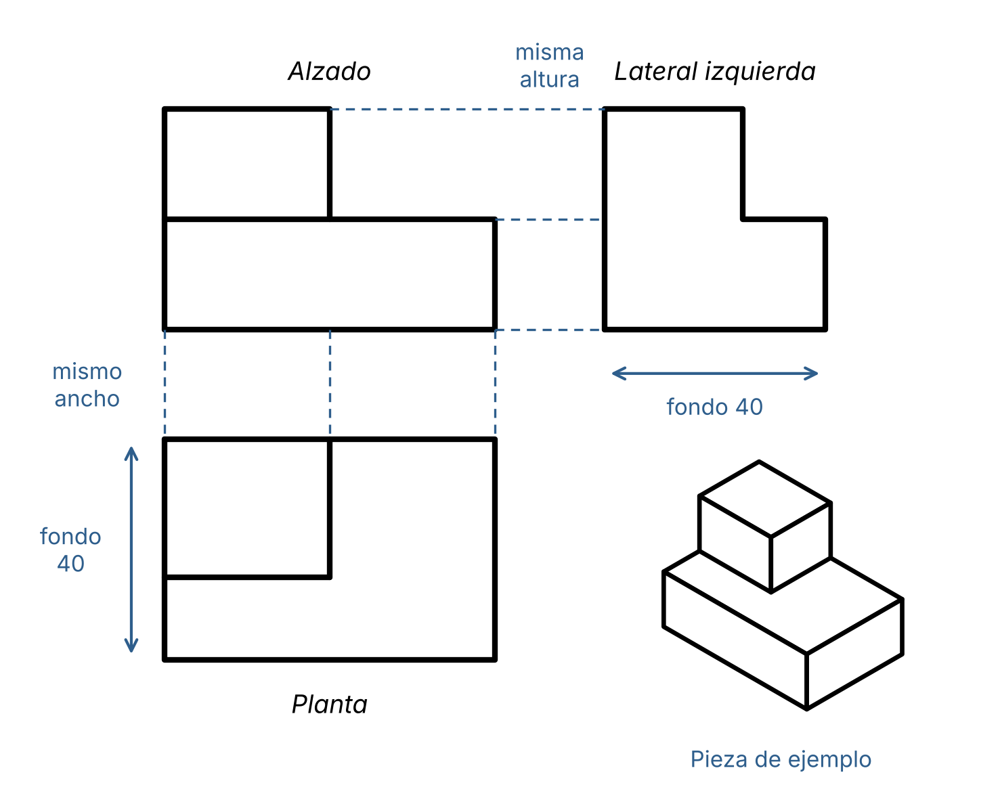 misma
altura
Alzado
Lateral izquierda
mismo
ancho
fondo 40
fondo
40
Planta
Pieza de ejemplo